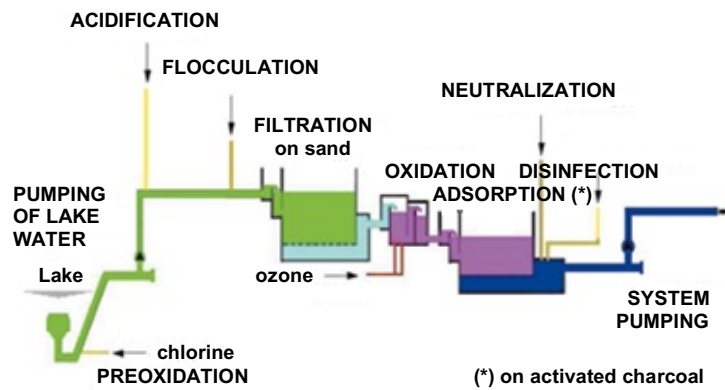 ACIDIFICATION
FLOCCULATION
NEUTRALIZATION
FILTRATION
on sand
OXIDATION
DISINFECTION
ADSORPTION (*)
PUMPING
OF LAKE
WATER
Lake
ozone
SYSTEM
PUMPING
chlorine
PREOXIDATION
(*) on activated charcoal